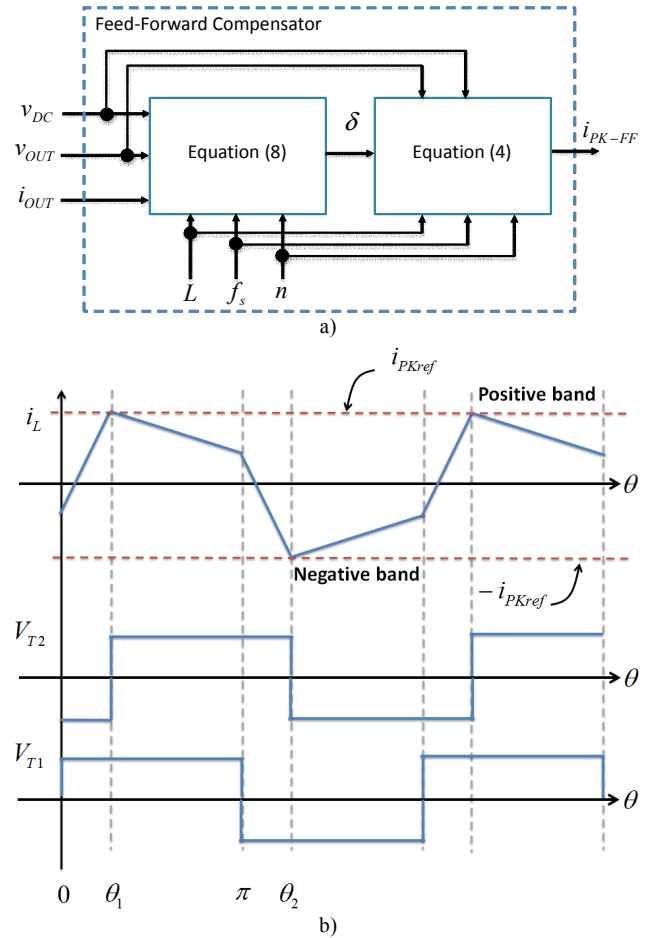 Feed-Forward Compensator
v_DC
v_OUT
i_OUT
Equation (8)
δ
Equation (4)
i_PK−FF
L f_s n
a)
i_PKref
Positive band
i_L
θ
Negative band
−i_PKref
V_T2
θ
V_T1
θ
0 θ_1 π θ_2
b)